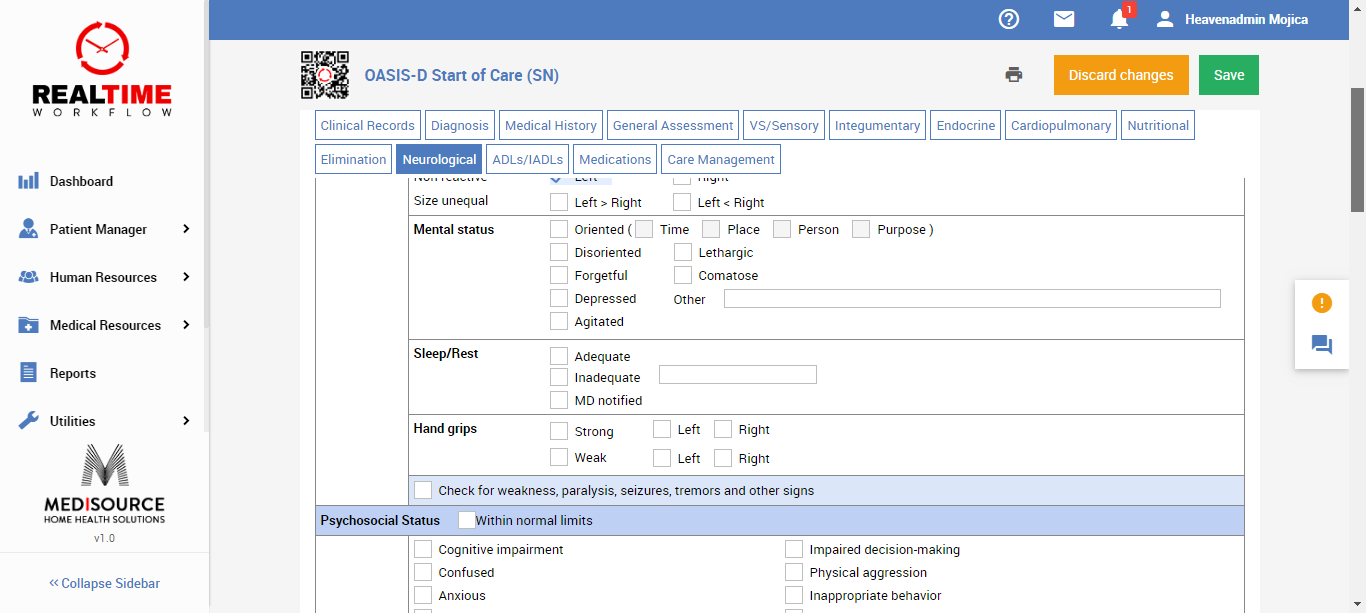 1
Heavenadmin Mojica
REALTIME
WORKFLOW
OASIS-D Start of Care (SN)
Discard changes
Save
Clinical Records
Diagnosis
Medical History
General Assessment
VS/Sensory
Integumentary
Endocrine
Cardiopulmonary
Nutritional
Elimination
Neurological
ADLs/IADLs
Medications
Care Management
Dashboard
Patient Manager
Human Resources
Medical Resources
Reports
Utilities
MEDISOURCE
HOME HEALTH SOLUTIONS
v1.0
Collapse Sidebar
Non reactive Left Right
Size unequal Left > Right Left < Right
Mental status Oriented ( Time Place Person Purpose )
Disoriented Lethargic
Forgetful Comatose
Depressed Other
Agitated
Sleep/Rest Adequate
Inadequate
MD notified
Hand grips Strong Left Right
Weak Left Right
Check for weakness, paralysis, seizures, tremors and other signs
Psychosocial Status Within normal limits
Cognitive impairment Impaired decision-making
Confused Physical aggression
Anxious Inappropriate behavior